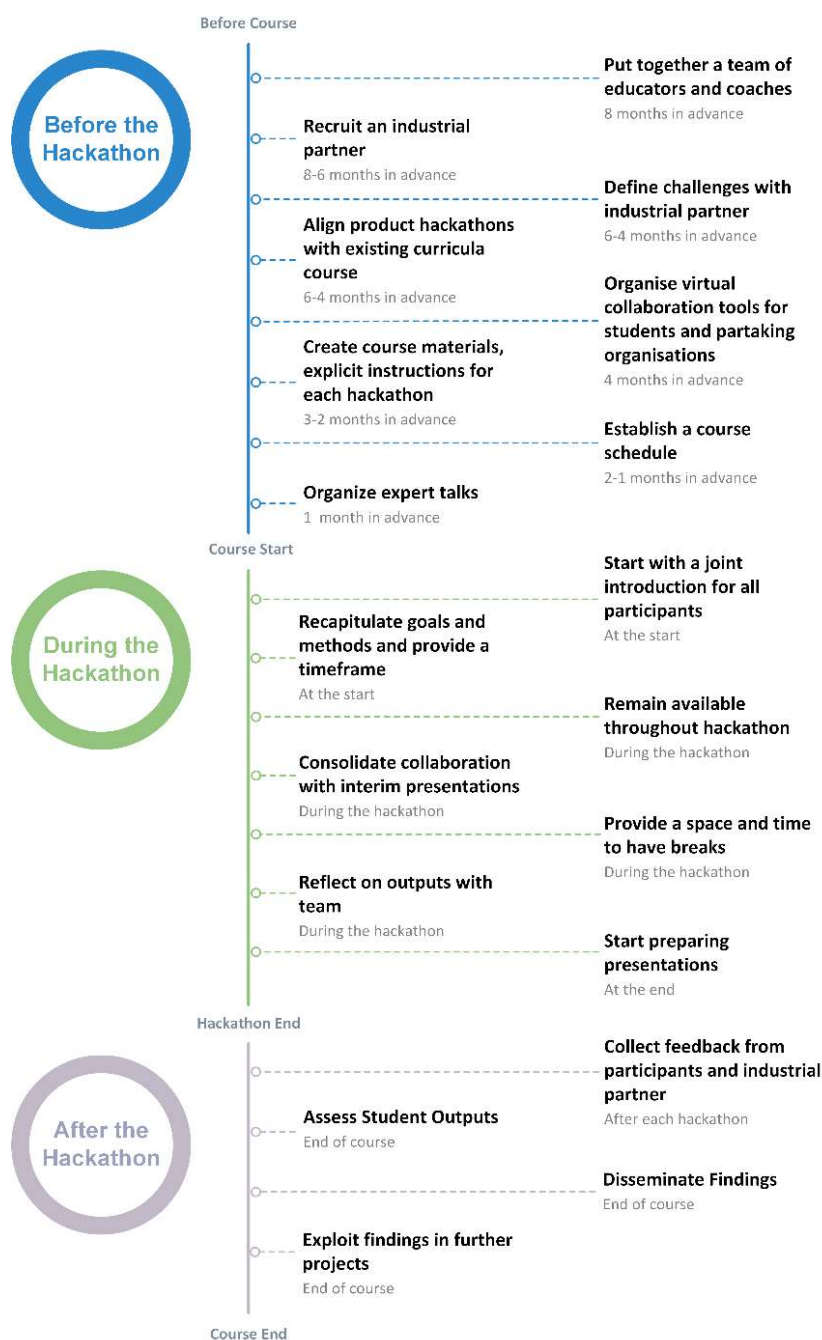 Before Course
Before the
Hackathon
Put together a team of
educators and coaches
8 months in advance
Recruit an industrial
partner
8-6 months in advance
Define challenges with
industrial partner
6-4 months in advance
Align product hackathons
with existing curricula
course
6-4 months in advance
Organise virtual
collaboration tools for
students and partaking
organisations
4 months in advance
Create course materials,
explicit instructions for
each hackathon
3-2 months in advance
Establish a course
schedule
2-1 months in advance
Organize expert talks
1 month in advance
Course Start
During the
Hackathon
Start with a joint
introduction for all
participants
At the start
Recapitulate goals and
methods and provide a
timeframe
At the start
Remain available
throughout hackathon
During the hackathon
Consolidate collaboration
with interim presentations
During the hackathon
Provide a space and time
to have breaks
During the hackathon
Reflect on outputs with
team
During the hackathon
Start preparing
presentations
At the end
Hackathon End
After the
Hackathon
Collect feedback from
participants and industrial
partner
After each hackathon
Assess Student Outputs
End of course
Disseminate Findings
End of course
Exploit findings in further
projects
End of course
Course End